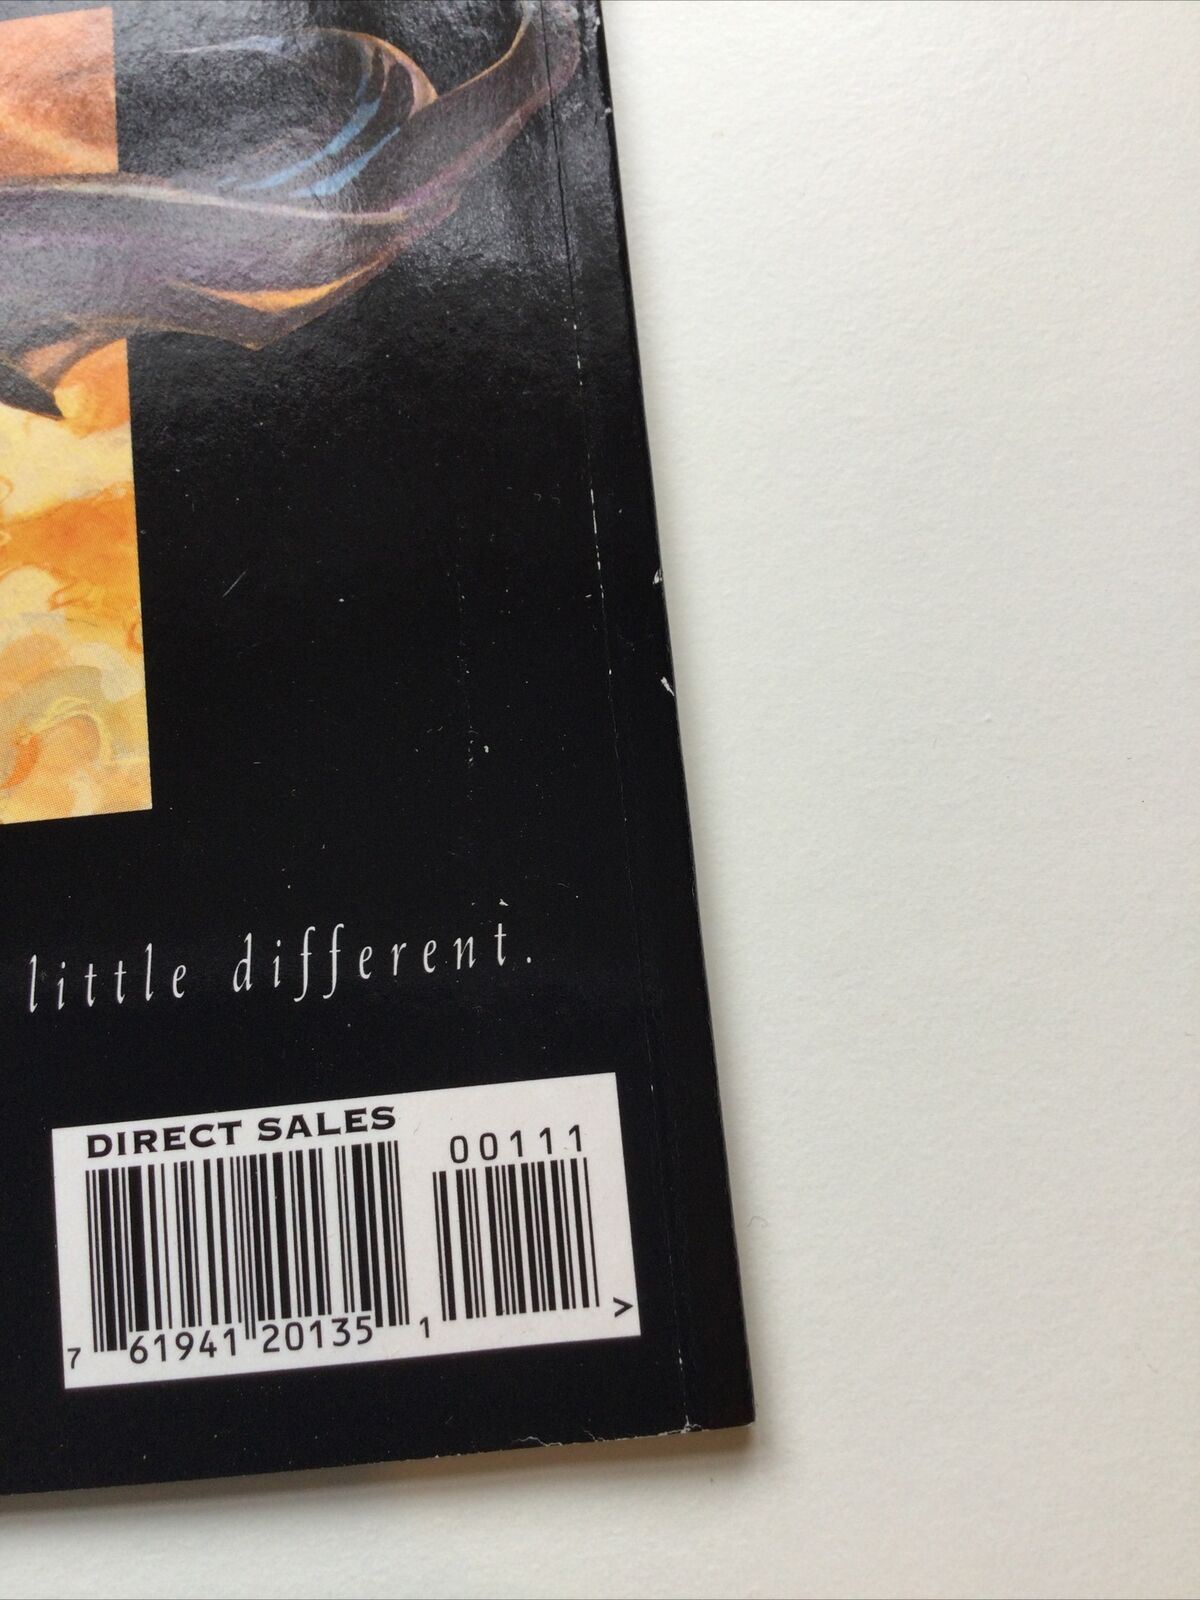 little different.
DIRECT SALES
00111
7 61941 20135 1 >